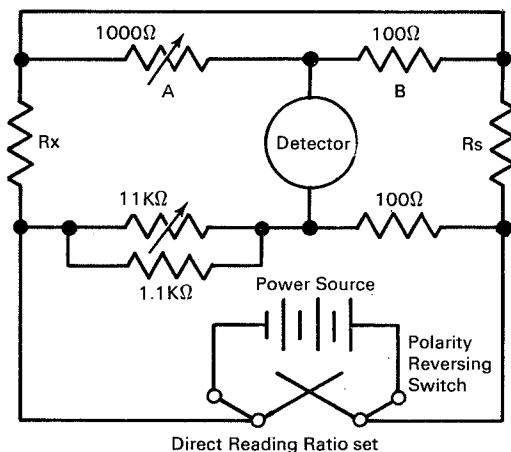 1000Ω 100Ω
A B
Rx Detector Rs
11KΩ 100Ω
1.1KΩ
Power Source
Polarity
Reversing
Switch
Direct Reading Ratio set